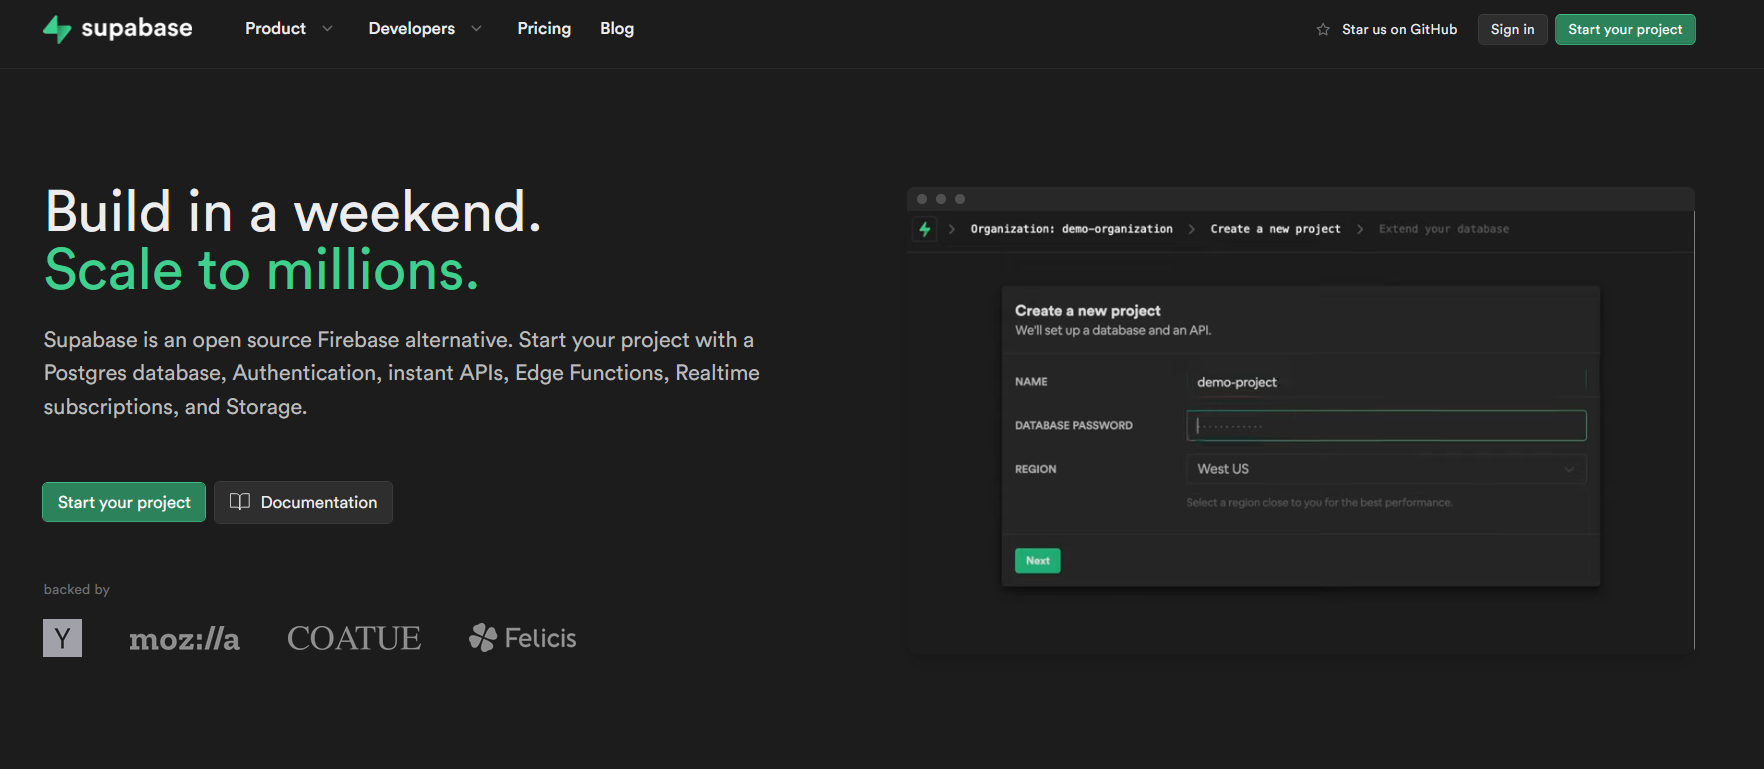 supabase
Product
Developers
Pricing
Blog
Star us on GitHub
Sign in
Start your project
Build in a weekend.
Scale to millions.
Supabase is an open source Firebase alternative. Start your project with a
Postgres database, Authentication, instant APIs, Edge Functions, Realtime
subscriptions, and Storage.
Start your project
Documentation
backed by
Y
moz://a
COATUE
Felicis
Organization: demo-organization
Create a new project
Extend your database
Create a new project
We'll set up a database and an API.
NAME
demo-project
DATABASE PASSWORD
REGION
West US
Select a region close to you for the best performance.
Next